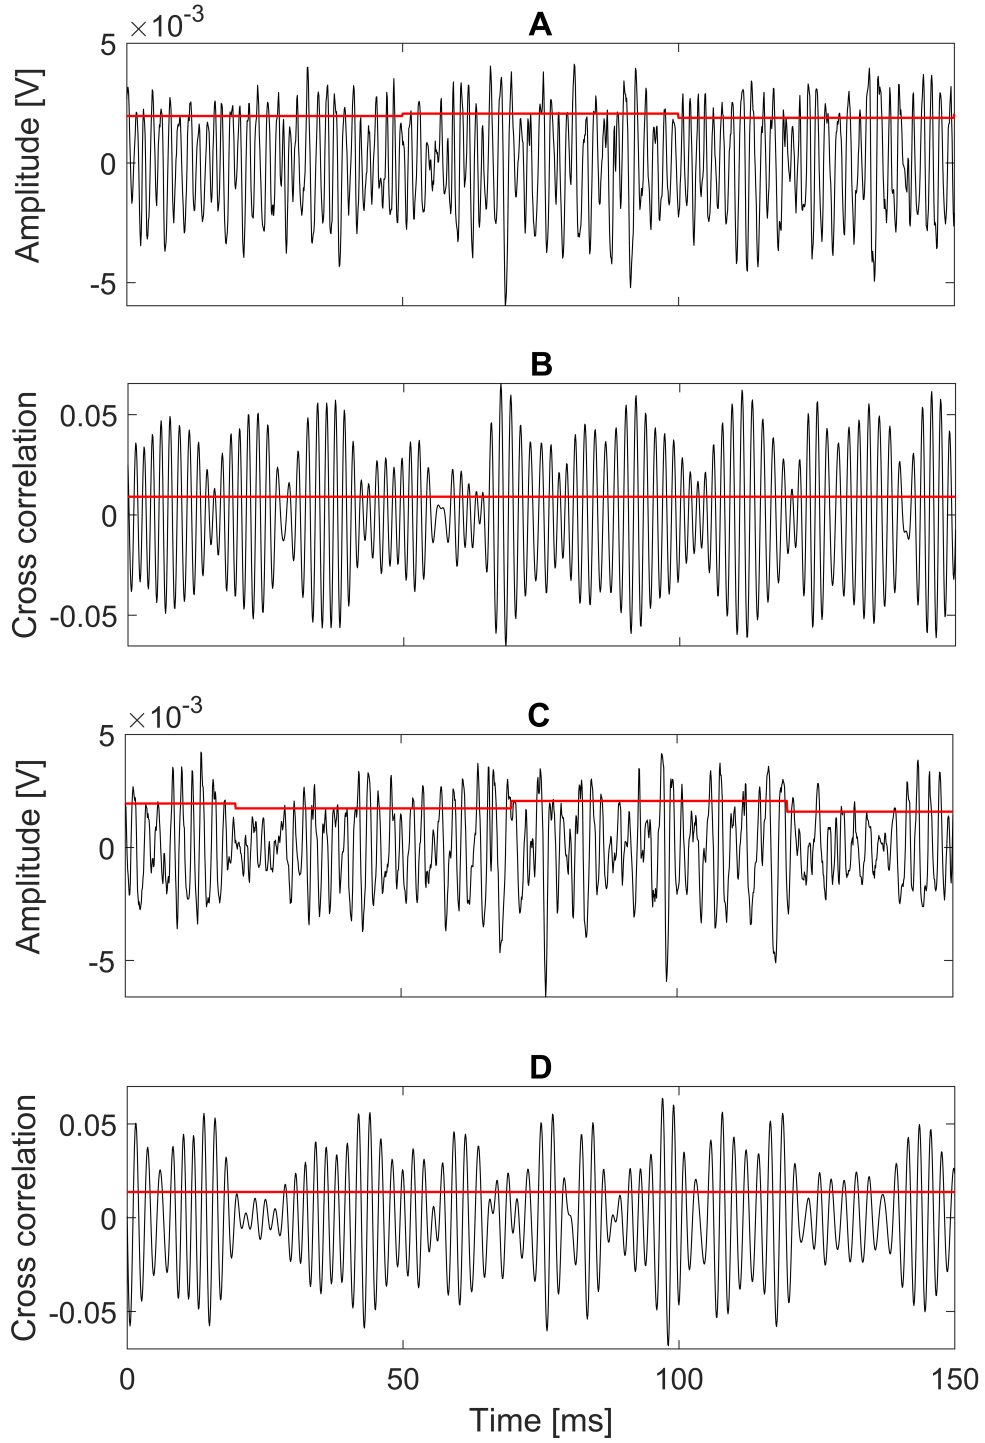 ×10⁻³
A
5
0
-5
Amplitude [V]
B
0.05
0
-0.05
Cross correlation
×10⁻³
C
5
0
-5
Amplitude [V]
D
0.05
0
-0.05
Cross correlation
0 50 100 150
Time [ms]